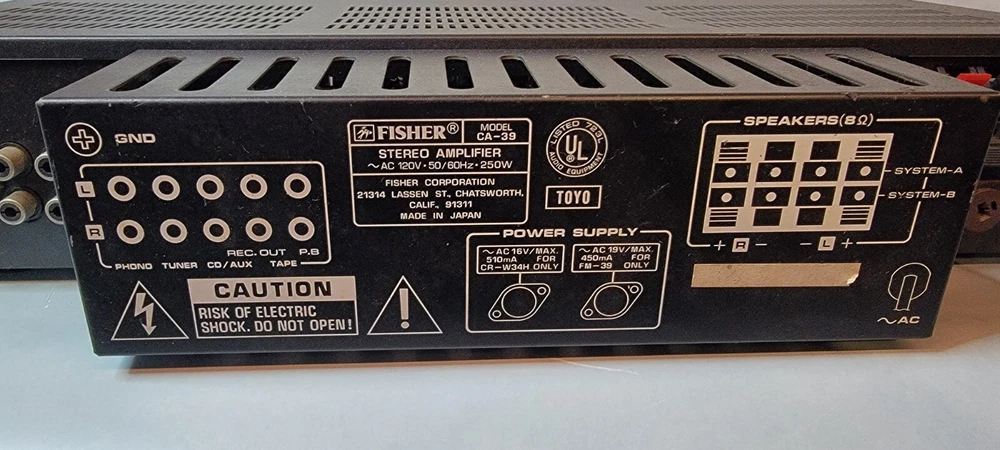 GND
L
R
REC. OUT P.B
PHONO TUNER CD/AUX TAPE
CAUTION
RISK OF ELECTRIC
SHOCK. DO NOT OPEN!
FISHER®
MODEL
CA-39
STEREO AMPLIFIER
~AC 120V·50/60Hz·250W
FISHER CORPORATION
21314 LASSEN ST., CHATSWORTH,
CALIF., 91311
MADE IN JAPAN
LISTED 723L
UL
®
AUDIO EQUIPMENT
TOYO
POWER SUPPLY
~AC 16V/MAX.
510mA FOR
CR-W34H ONLY
~AC 19V/MAX.
450mA FOR
FM-39 ONLY
SPEAKERS(8Ω)
SYSTEM-A
SYSTEM-B
+ R − − L +
~AC